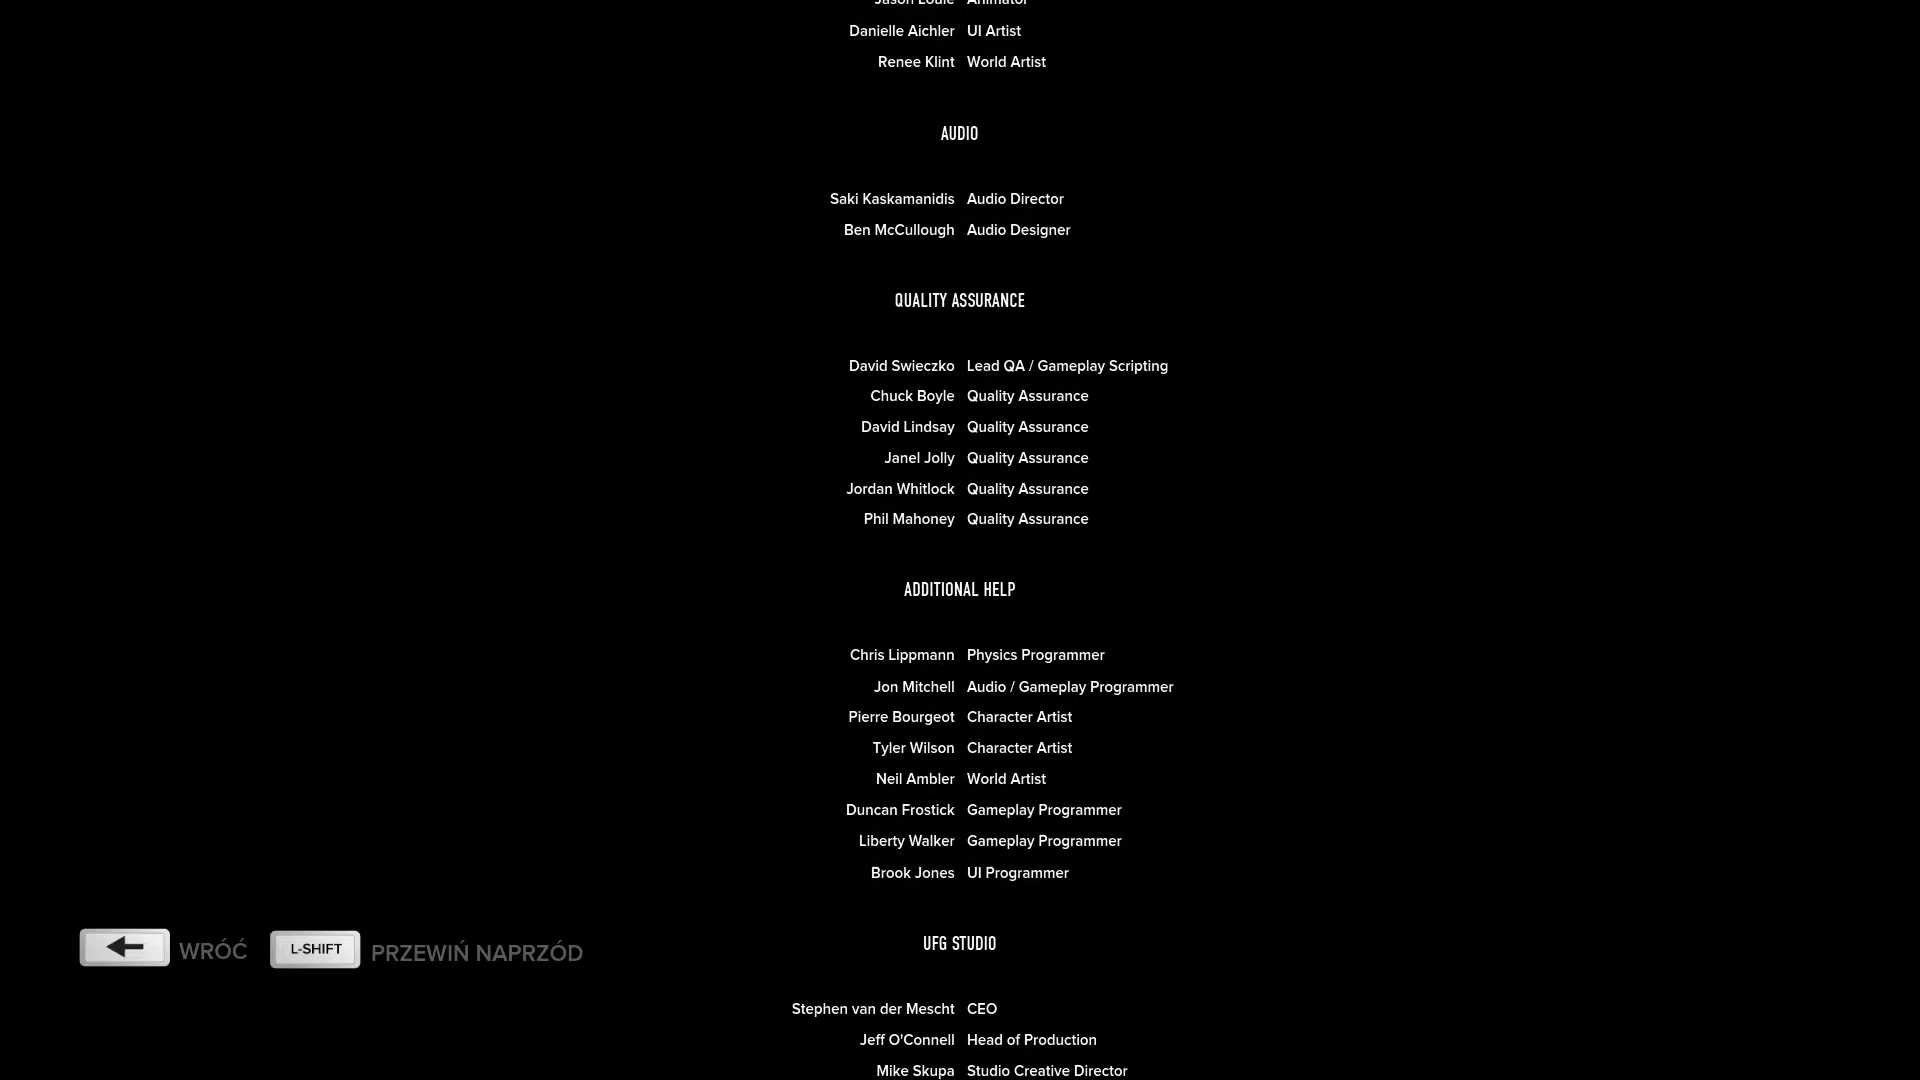 Jason Louie Animator
Danielle Aichler UI Artist
Renee Klint World Artist
AUDIO
Saki Kaskamanidis Audio Director
Ben McCullough Audio Designer
QUALITY ASSURANCE
David Swieczko Lead QA / Gameplay Scripting
Chuck Boyle Quality Assurance
David Lindsay Quality Assurance
Janel Jolly Quality Assurance
Jordan Whitlock Quality Assurance
Phil Mahoney Quality Assurance
ADDITIONAL HELP
Chris Lippmann Physics Programmer
Jon Mitchell Audio / Gameplay Programmer
Pierre Bourgeot Character Artist
Tyler Wilson Character Artist
Neil Ambler World Artist
Duncan Frostick Gameplay Programmer
Liberty Walker Gameplay Programmer
Brook Jones UI Programmer
UFG STUDIO
WRÓĆ L-SHIFT PRZEWIŃ NAPRZÓD
Stephen van der Mescht CEO
Jeff O'Connell Head of Production
Mike Skupa Studio Creative Director